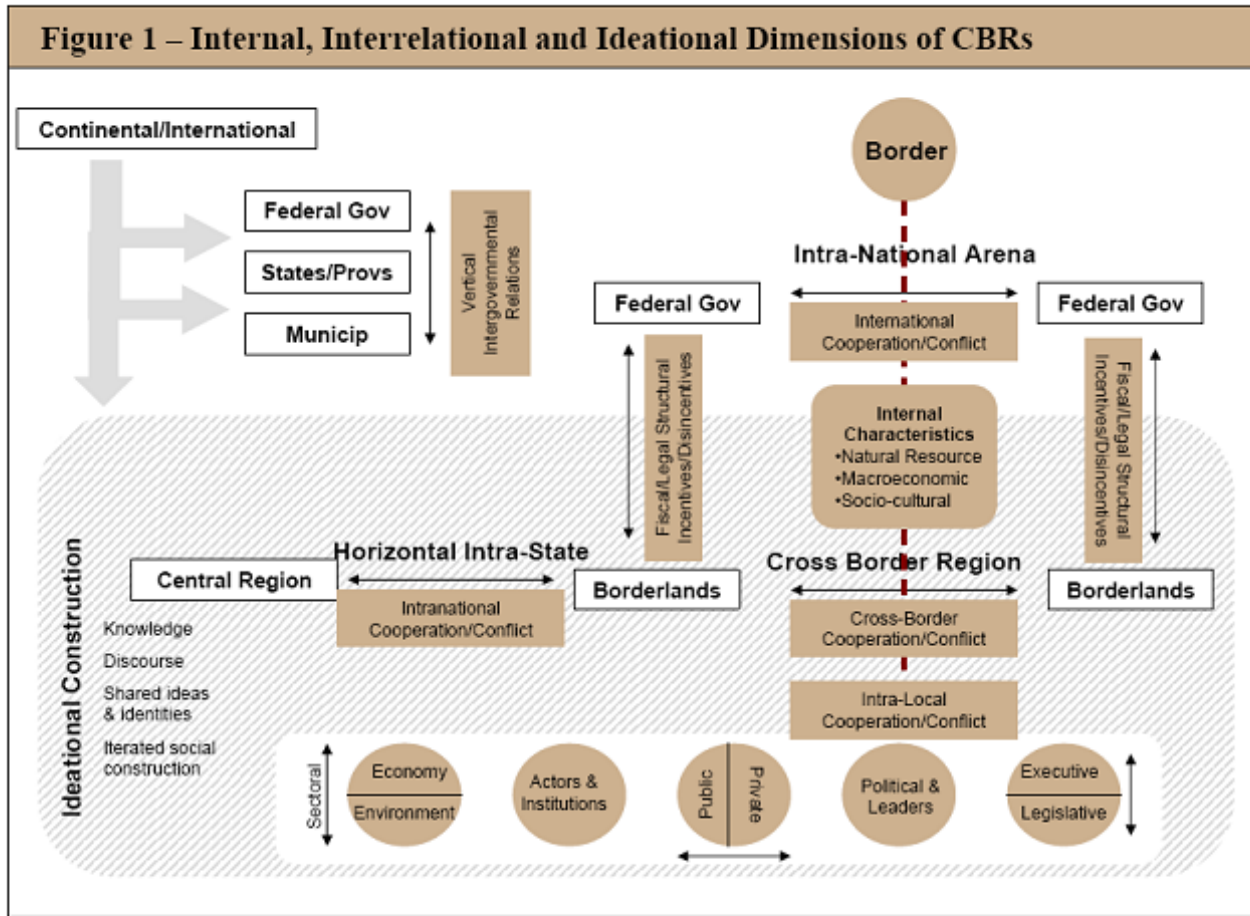 Figure 1 – Internal, Interrelational and Ideational Dimensions of CBRs
Continental/International
Border
Federal Gov
States/Provs
Municip
Vertical
Intergovernmental
Relations
Intra-National Arena
Federal Gov
International
Cooperation/Conflict
Federal Gov
Fiscal/Legal Structural
Incentives/Disincentives
Internal
Characteristics
•Natural Resource
•Macroeconomic
•Socio-cultural
Fiscal/Legal Structural
Incentives/Disincentives
Ideational Construction
Central Region
Horizontal Intra-State
Intranational
Cooperation/Conflict
Borderlands
Cross Border Region
Cross-Border
Cooperation/Conflict
Borderlands
Knowledge
Discourse
Shared ideas
& identities
Iterated social
construction
Intra-Local
Cooperation/Conflict
Sectoral
Economy
Environment
Actors &
Institutions
Public
Private
Political &
Leaders
Executive
Legislative